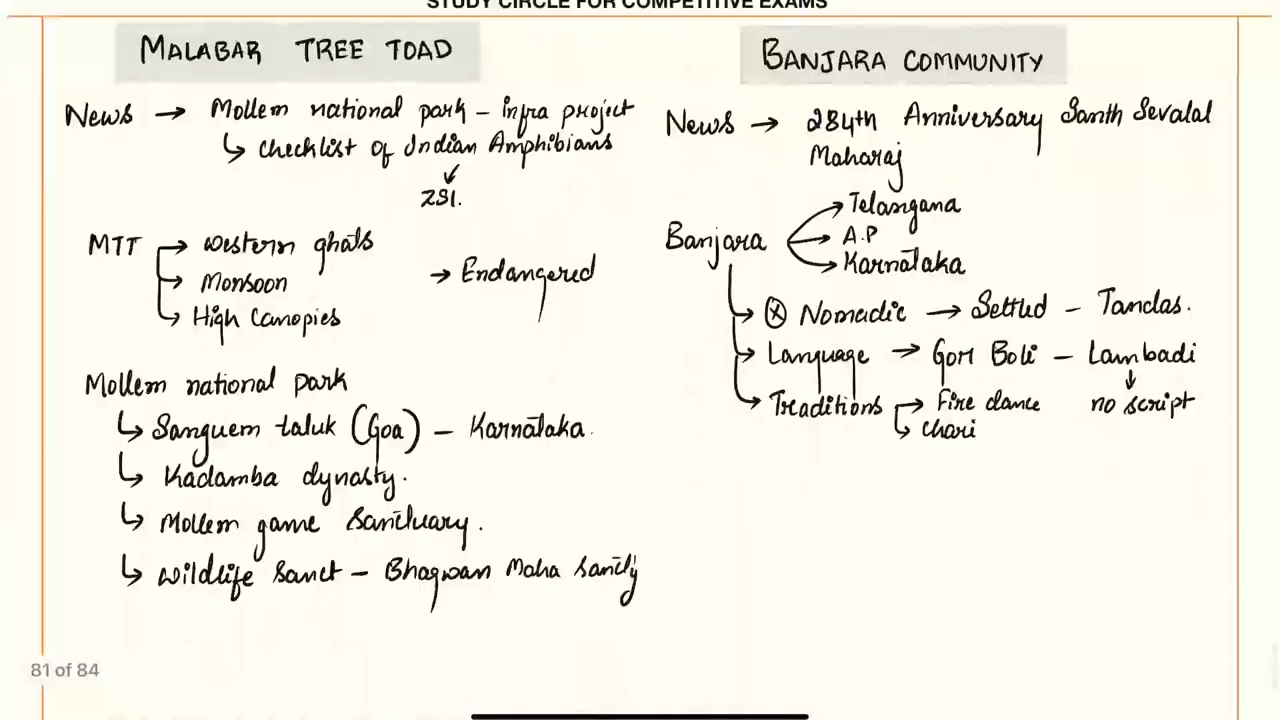 STUDY CIRCLE FOR COMPETITIVE EXAMS
MALABAR TREE TOAD
News → Mollem national park - infra project
↳ checklist of Indian Amphibians
↓
ZSI.
MTT → western ghats
→ Monsoon
↳ High Canopies
→ Endangered
Mollem national park
↳ Sanguem taluk (Goa) - Karnataka.
↳ Kadamba dynasty.
↳ Mollem game Sanctuary.
↳ Wildlife Sanct - Bhagwan Maha Sancty
BANJARA COMMUNITY
News → 284th Anniversary Santh Sevalal
Maharaj
Banjara → Telangana
→ A.P
→ Karnataka
↳ ⓧ Nomadic → Settled - Tandas.
↳ Language → Gori Boli - Lambadi
↓
no script
↳ Traditions → Fire dance
↳ chari
81 of 84